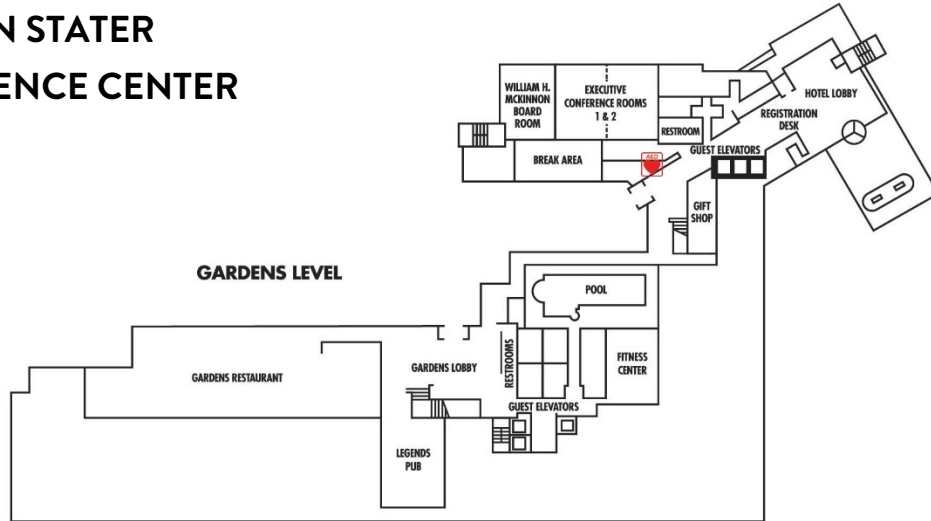 N STATER
ENCE CENTER
WILLIAM H.
MCKINNON
BOARD
ROOM
EXECUTIVE
CONFERENCE ROOMS
1 & 2
RESTROOM
HOTEL LOBBY
REGISTRATION
DESK
GUEST ELEVATORS
BREAK AREA
AED
GIFT
SHOP
GARDENS LEVEL
POOL
GARDENS RESTAURANT
GARDENS LOBBY
RESTROOMS
FITNESS
CENTER
GUEST ELEVATORS
LEGENDS
PUB